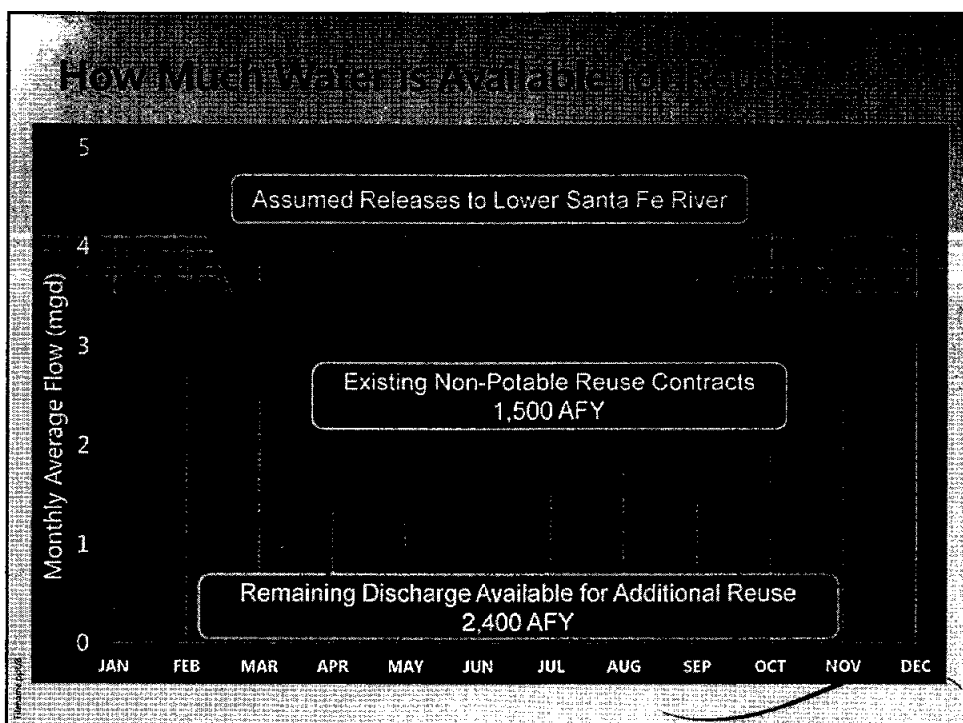 How Much Water Is Available for
5
Assumed Releases to Lower Santa Fe River
4
Monthly Average Flow (mgd)
3
Existing Non-Potable Reuse Contracts
1,500 AFY
2
1
Remaining Discharge Available for Additional Reuse
2,400 AFY
0
JAN FEB MAR APR MAY JUN JUL AUG SEP OCT NOV DEC